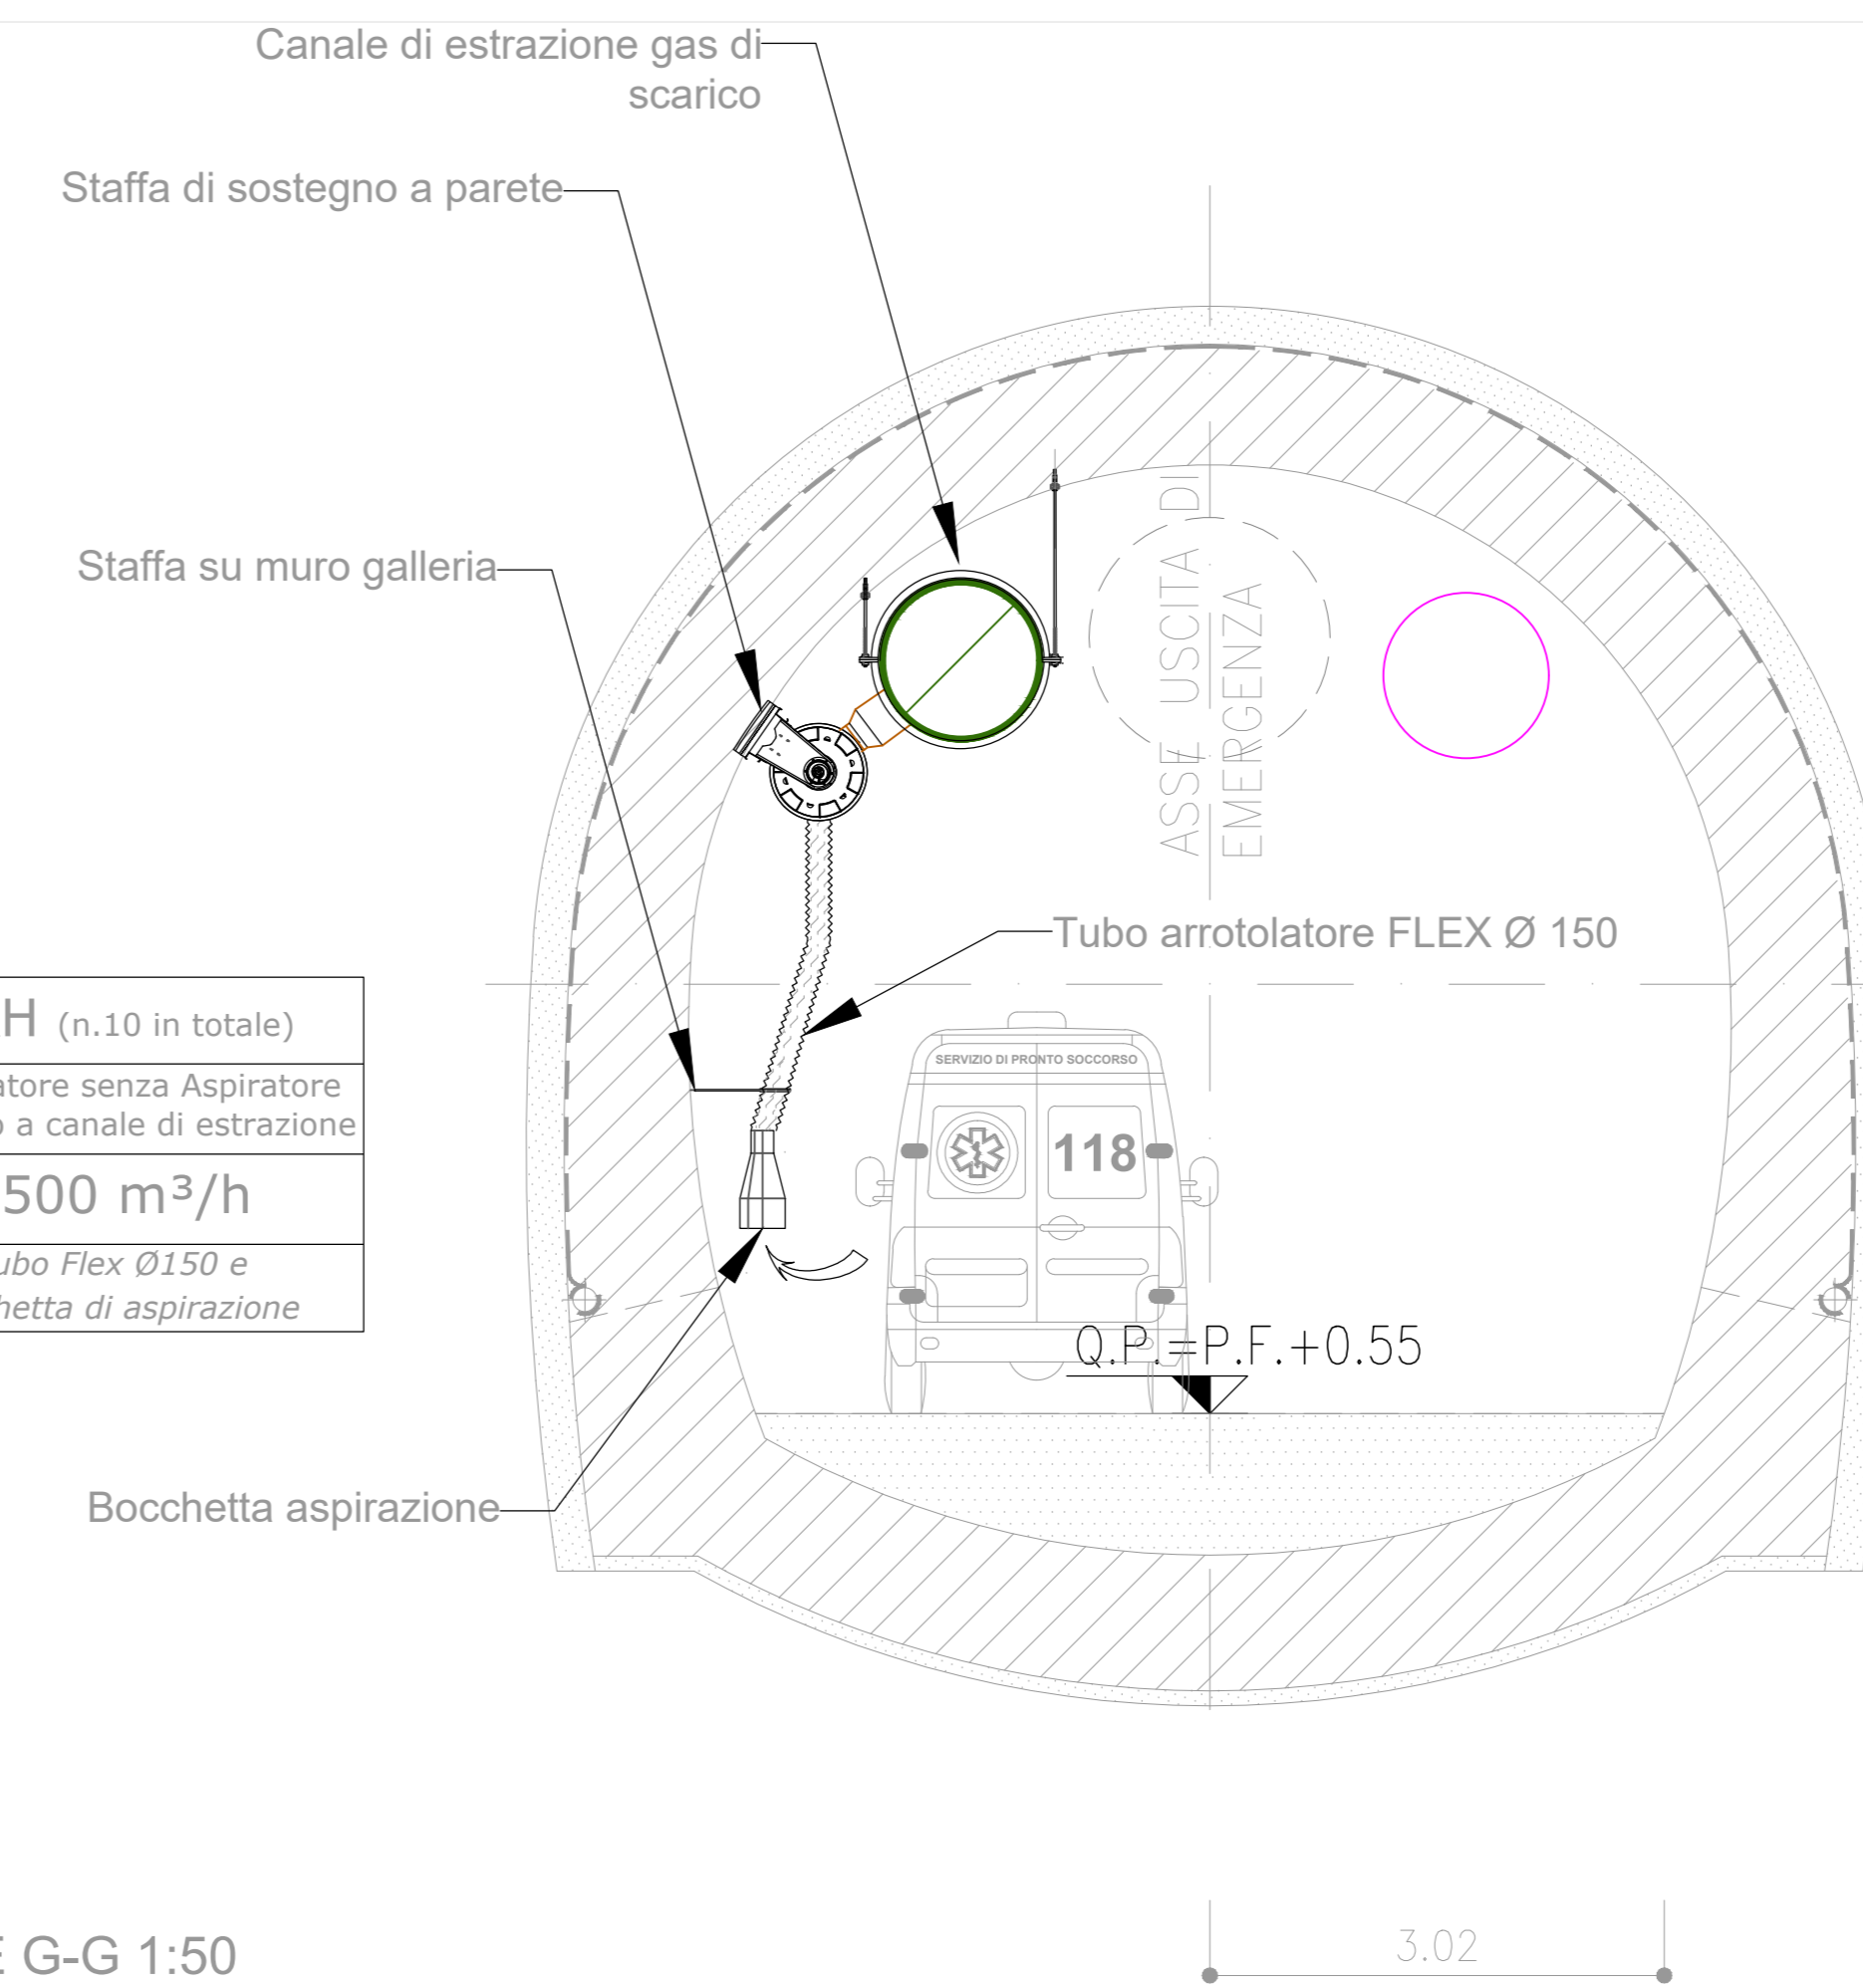 Canale di estrazione gas di
scarico
Staffa di sostegno a parete
Staffa su muro galleria
ASSE USCITA DI
EMERGENZA
Tubo arrotolatore FLEX Ø 150
H (n.10 in totale)
atore senza Aspiratore
o a canale di estrazione
500 m³/h
ubo Flex Ø150 e
hetta di aspirazione
SERVIZIO DI PRONTO SOCCORSO
118
Q.P.=P.F.+0.55
Bocchetta aspirazione
E G-G 1:50
3.02